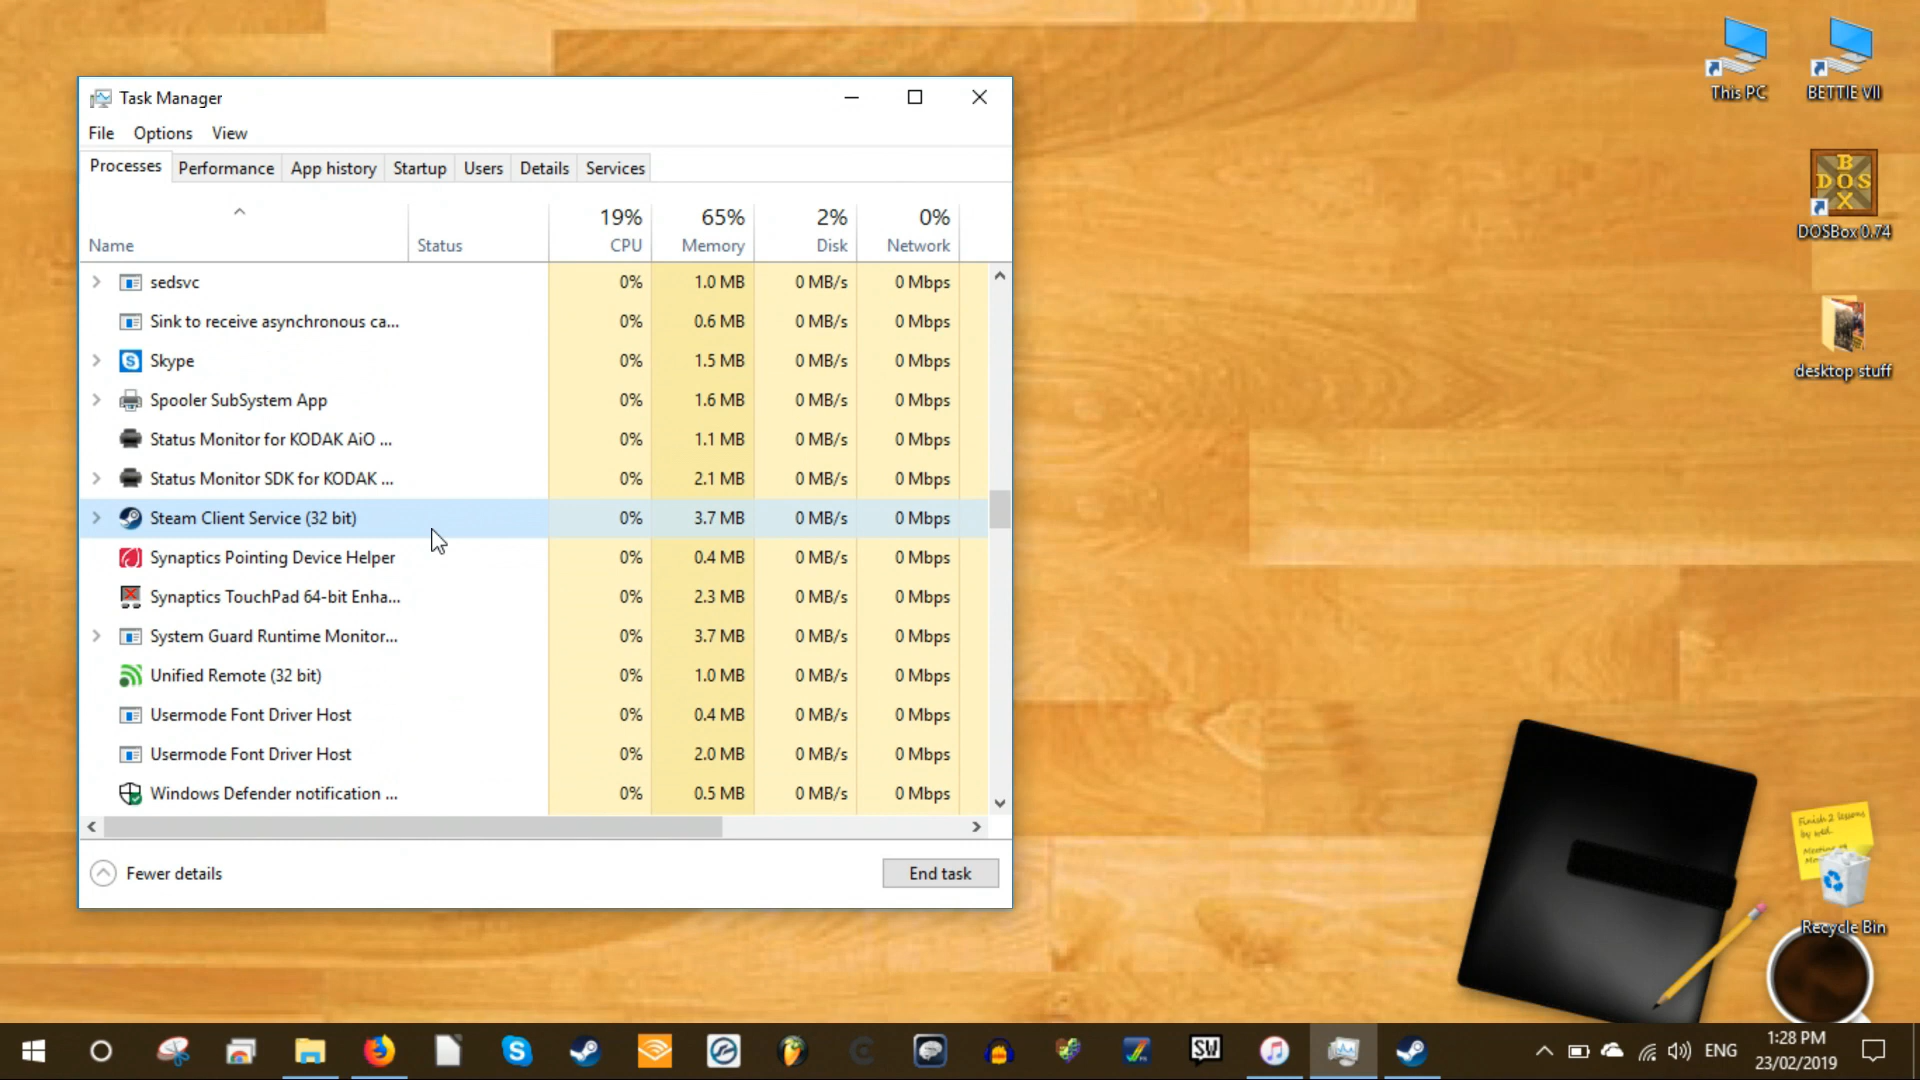 Task Manager
File Options View
Processes Performance App history Startup Users Details Services
19% 65% 2% 0%
Name Status CPU Memory Disk Network
sedsvc 0% 1.0 MB 0 MB/s 0 Mbps
Sink to receive asynchronous ca... 0% 0.6 MB 0 MB/s 0 Mbps
Skype 0% 1.5 MB 0 MB/s 0 Mbps
Spooler SubSystem App 0% 1.6 MB 0 MB/s 0 Mbps
Status Monitor for KODAK AiO ... 0% 1.1 MB 0 MB/s 0 Mbps
Status Monitor SDK for KODAK ... 0% 2.1 MB 0 MB/s 0 Mbps
Steam Client Service (32 bit) 0% 3.7 MB 0 MB/s 0 Mbps
Synaptics Pointing Device Helper 0% 0.4 MB 0 MB/s 0 Mbps
Synaptics TouchPad 64-bit Enha... 0% 2.3 MB 0 MB/s 0 Mbps
System Guard Runtime Monitor... 0% 3.7 MB 0 MB/s 0 Mbps
Unified Remote (32 bit) 0% 1.0 MB 0 MB/s 0 Mbps
Usermode Font Driver Host 0% 0.4 MB 0 MB/s 0 Mbps
Usermode Font Driver Host 0% 2.0 MB 0 MB/s 0 Mbps
Windows Defender notification ... 0% 0.5 MB 0 MB/s 0 Mbps
Fewer details End task
This PC BETTIE VII
B
DOS
X
DOSBox 0.74
desktop stuff
Finish 2 lessons
by wed.
Recycle Bin
SW
ENG
1:28 PM
23/02/2019